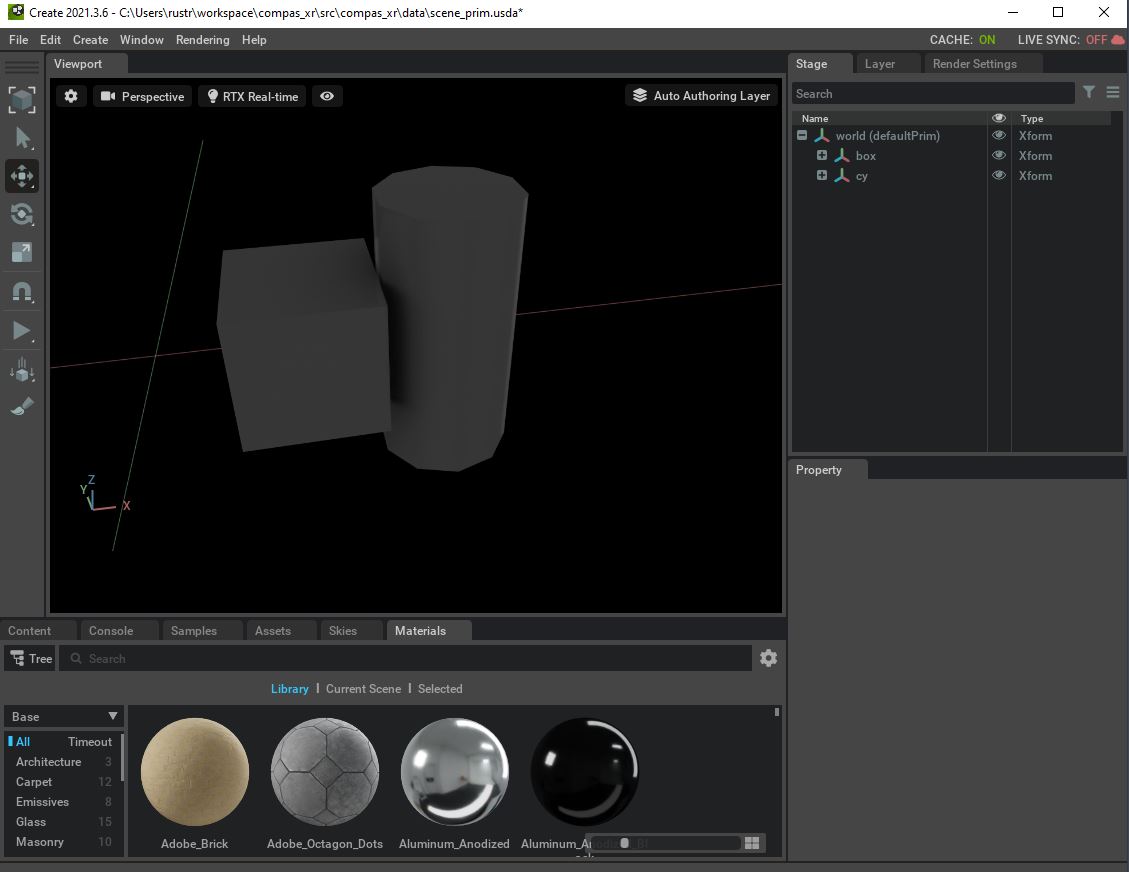 Create 2021.3.6 - C:\Users\rustr\workspace\compas_xr\src\compas_xr\data\scene_prim.usda*
File Edit Create Window Rendering Help CACHE: ON LIVE SYNC: OFF
Viewport
Perspective RTX Real-time Auto Authoring Layer
Z
Y
X
Stage Layer Render Settings
Search
Name Type
world (defaultPrim) Xform
box Xform
cy Xform
Property
Content Console Samples Assets Skies Materials
Tree Search
Library | Current Scene | Selected
Base
All Timeout
Architecture 3
Carpet 12
Emissives 8
Glass 15
Masonry 10
Adobe_Brick Adobe_Octagon_Dots Aluminum_Anodized Aluminum_Anodized_Bl
ack